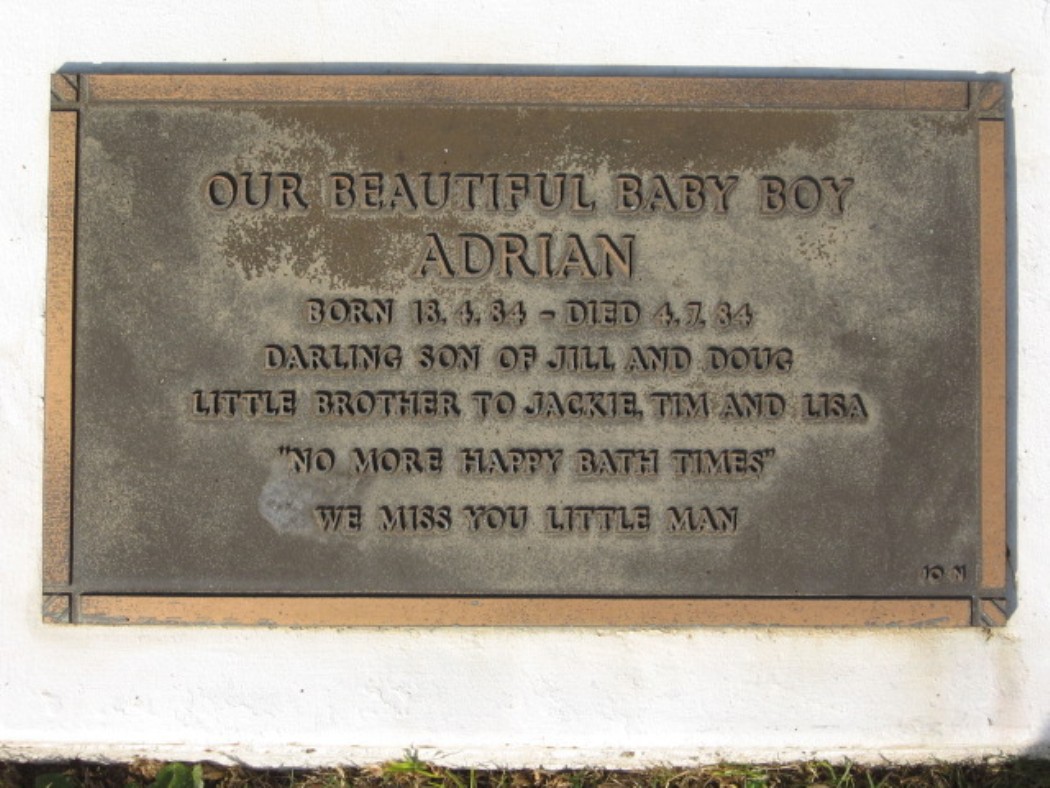 OUR BEAUTIFUL BABY BOY
ADRIAN
BORN 18.4.84 - DIED 4.7.84
DARLING SON OF JILL AND DOUG
LITTLE BROTHER TO JACKIE, TIM AND LISA
"NO MORE HAPPY BATH TIMES"
WE MISS YOU LITTLE MAN
10 N